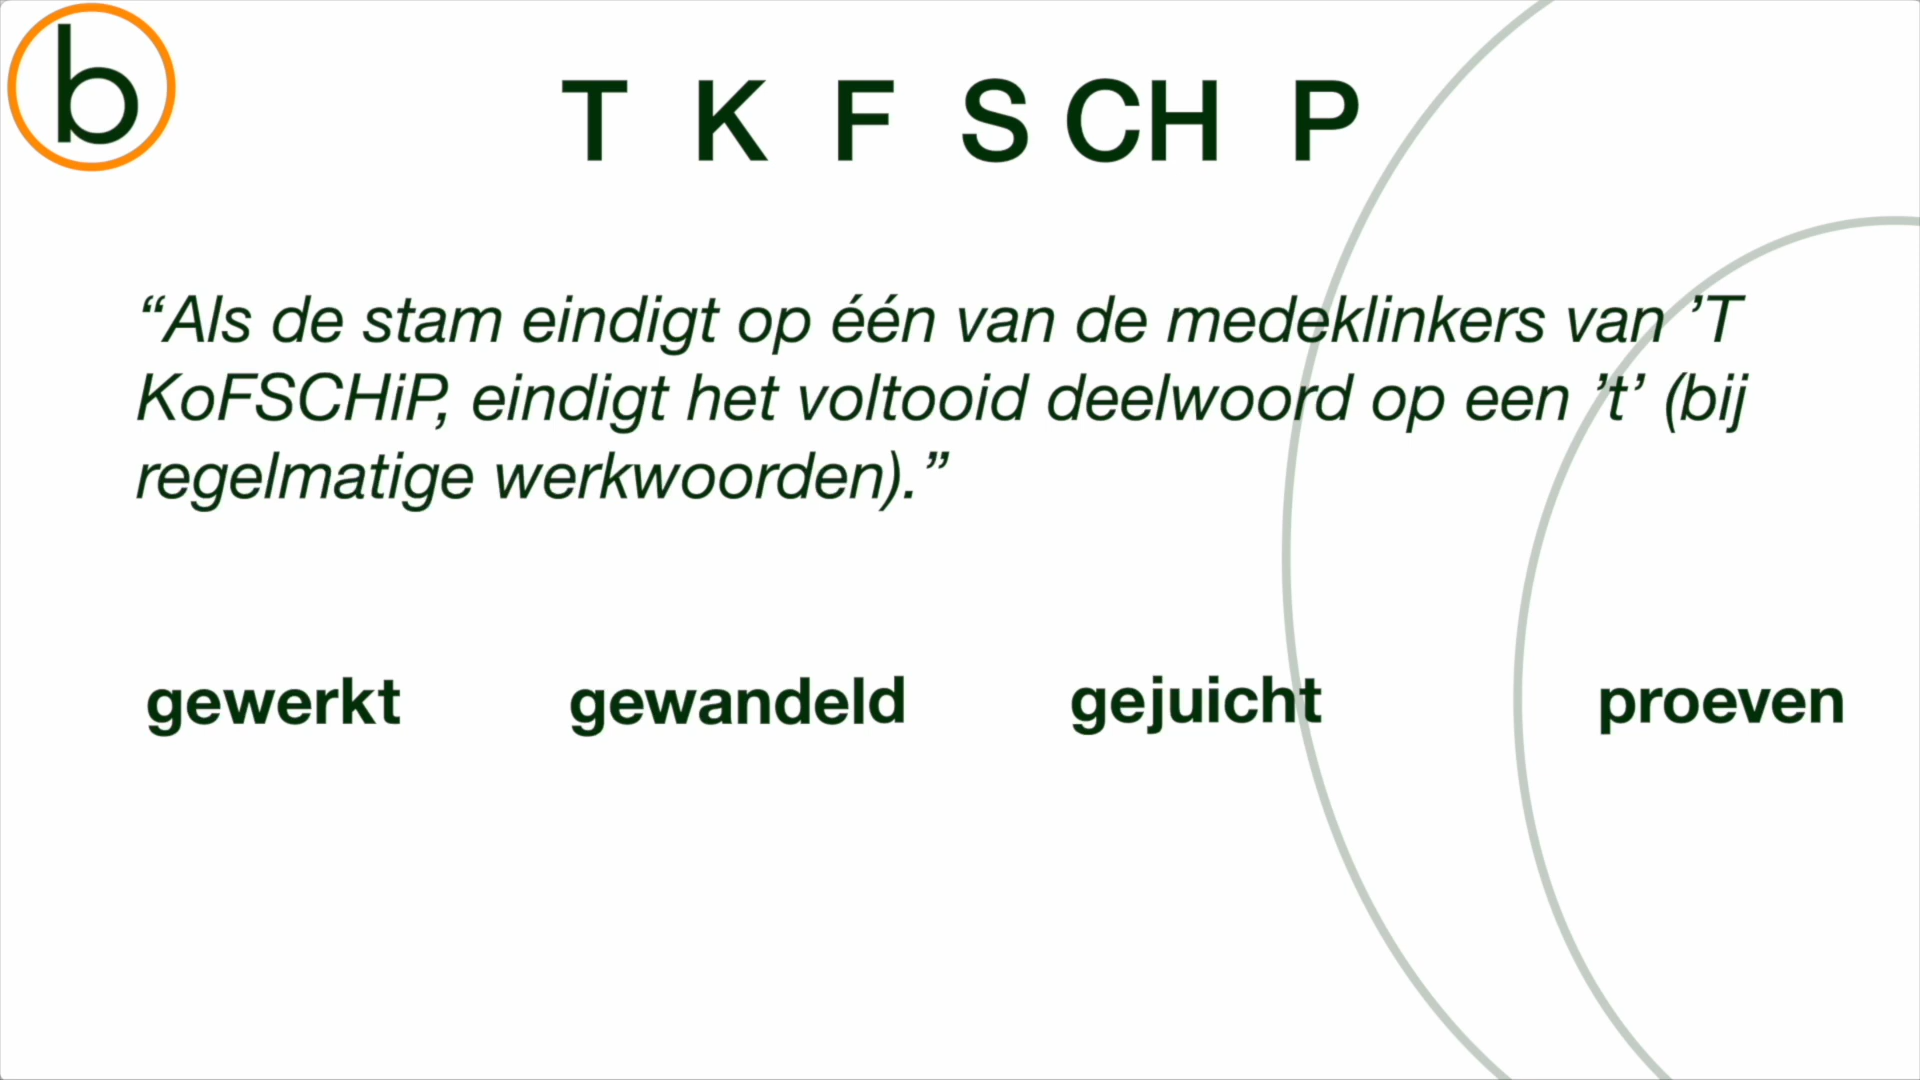 b
T K F S CH P
“Als de stam eindigt op één van de medeklinkers van ’T
KoFSCHiP, eindigt het voltooid deelwoord op een ’t’ (bij
regelmatige werkwoorden).”
gewerkt gewandeld gejuicht proeven